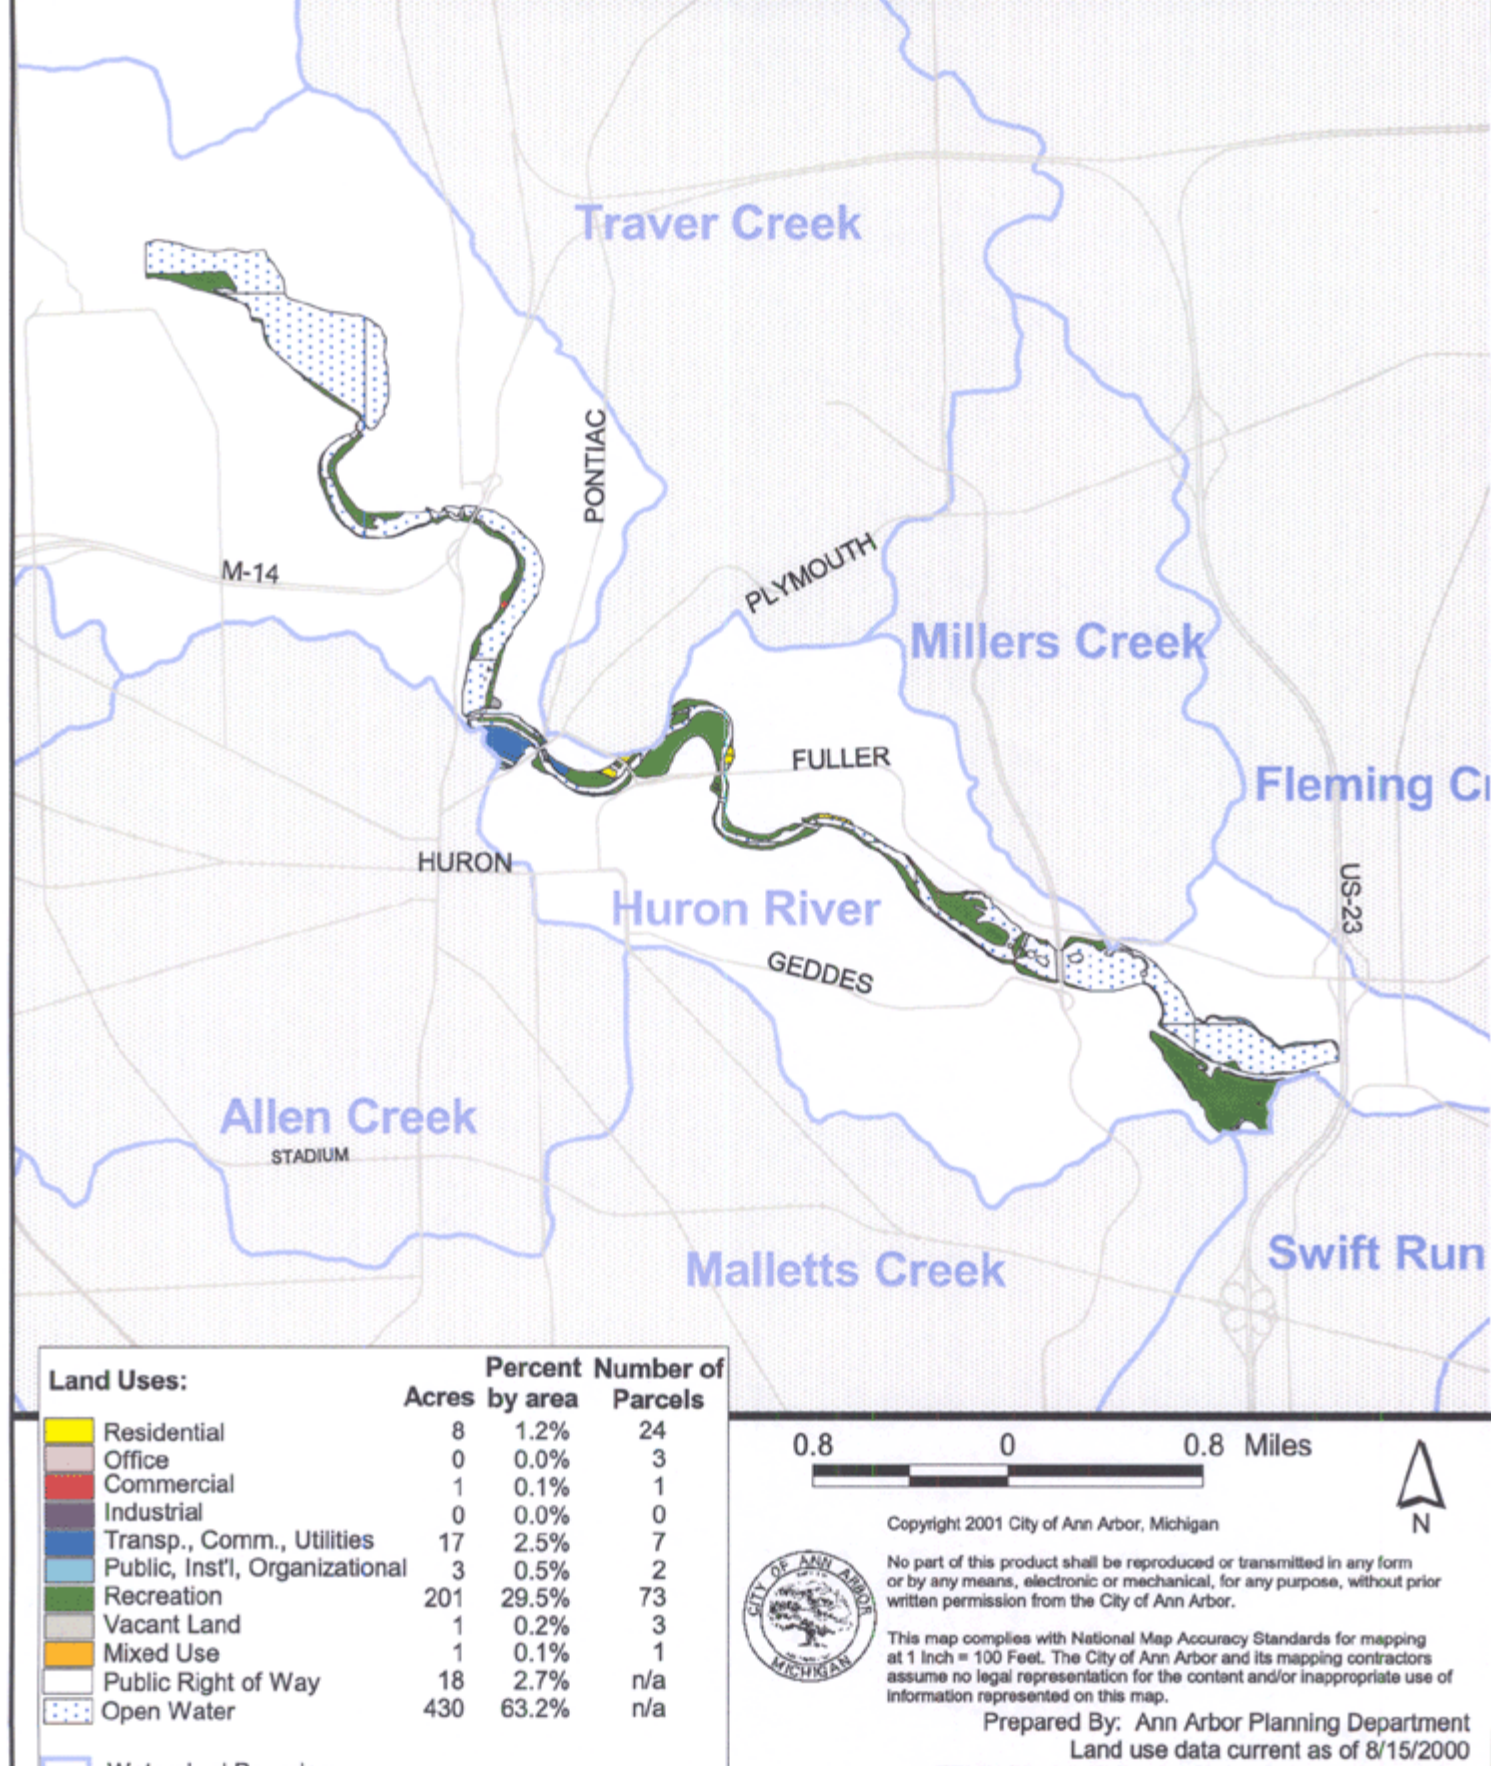 Traver Creek
PONTIAC
M-14
PLYMOUTH
Millers Creek
FULLER
Fleming Cr
HURON
US-23
Huron River
GEDDES
Allen Creek
STADIUM
Malletts Creek
Swift Run
Land Uses: Acres Percent by area Number of Parcels
Residential 8 1.2% 24
Office 0 0.0% 3
Commercial 1 0.1% 1
Industrial 0 0.0% 0
Transp., Comm., Utilities 17 2.5% 7
Public, Inst'l, Organizational 3 0.5% 2
Recreation 201 29.5% 73
Vacant Land 1 0.2% 3
Mixed Use 1 0.1% 1
Public Right of Way 18 2.7% n/a
Open Water 430 63.2% n/a
0.8 0 0.8 Miles
N
Copyright 2001 City of Ann Arbor, Michigan
CITY OF ANN ARBOR
MICHIGAN
No part of this product shall be reproduced or transmitted in any form
or by any means, electronic or mechanical, for any purpose, without prior
written permission from the City of Ann Arbor.
This map complies with National Map Accuracy Standards for mapping
at 1 Inch = 100 Feet. The City of Ann Arbor and its mapping contractors
assume no legal representation for the content and/or inappropriate use of
information represented on this map.
Prepared By: Ann Arbor Planning Department
Land use data current as of 8/15/2000